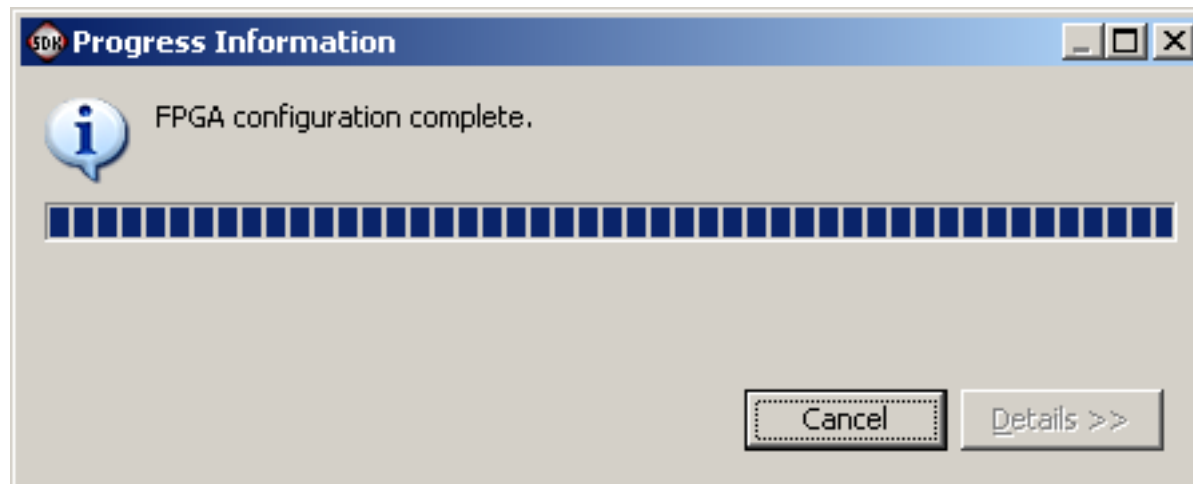 SDK Progress Information
FPGA configuration complete.
Cancel
Details >>